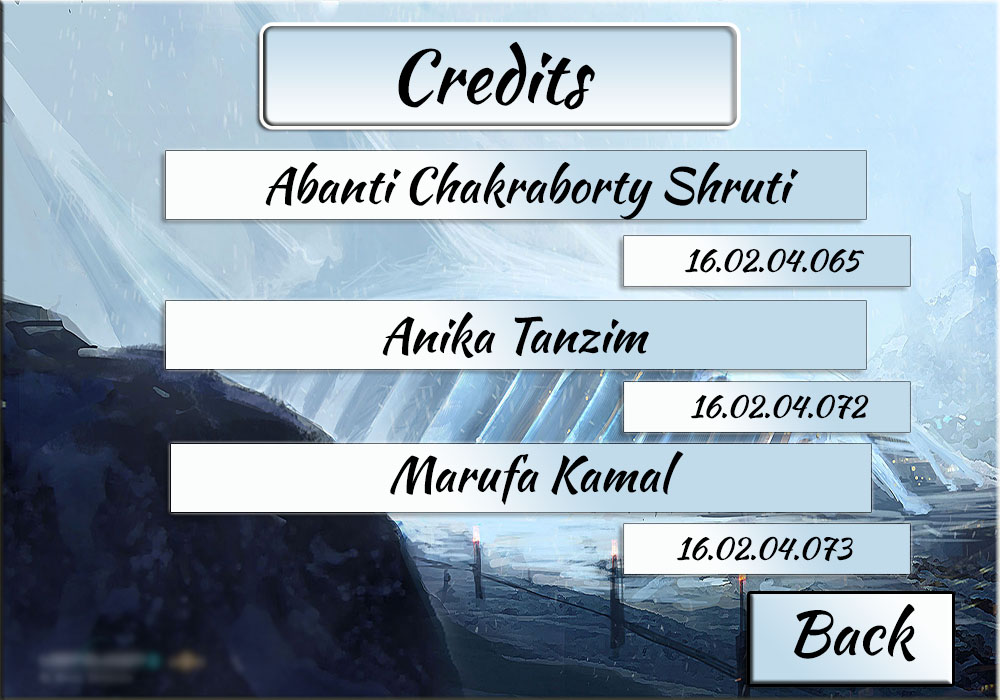 Credits
Abanti Chakraborty Shruti
16.02.04.065
Anika Tanzim
16.02.04.072
Marufa Kamal
16.02.04.073
Back